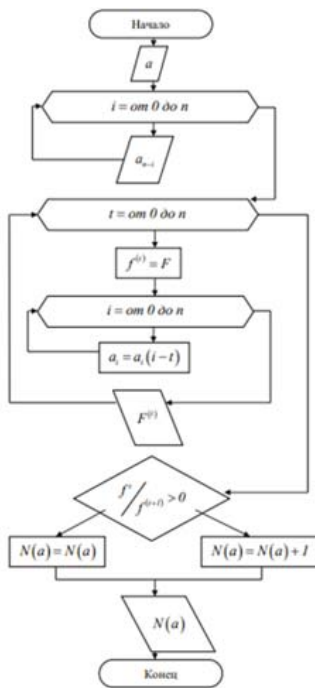 Начало
a
i = от 0 до n
a_{n-i}
t = от 0 до n
f^{(t)} = F
i = от 0 до n
a_i = a_i(i-t)
F^{(t)}
f^t / f^{(t+1)} > 0
N(a) = N(a)
N(a) = N(a) + 1
N(a)
Конец